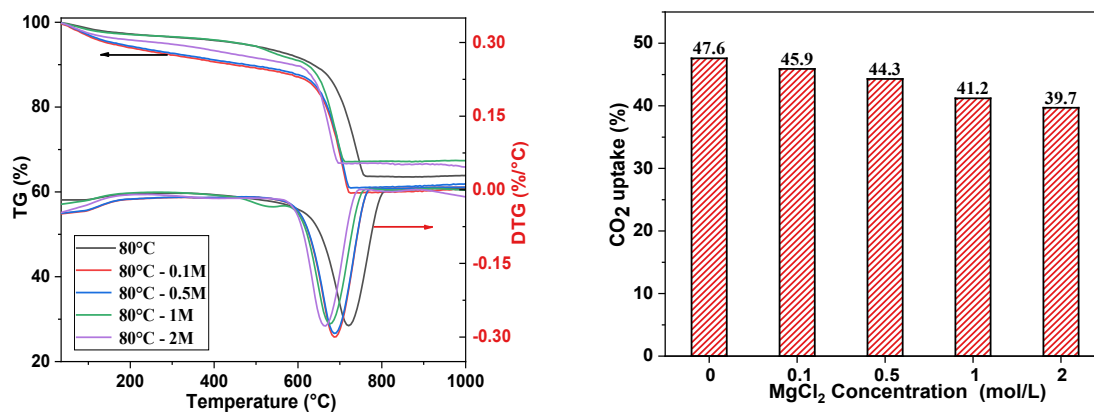 100
80
60
40
20
TG (%)
0.30
0.15
0.00
-0.15
-0.30
DTG (%/°C)
80°C
80°C - 0.1M
80°C - 0.5M
80°C - 1M
80°C - 2M
200 400 600 800 1000
Temperature (°C)
50
40
30
20
10
0
CO2 uptake (%)
47.6
45.9
44.3
41.2
39.7
0 0.1 0.5 1 2
MgCl2 Concentration (mol/L)